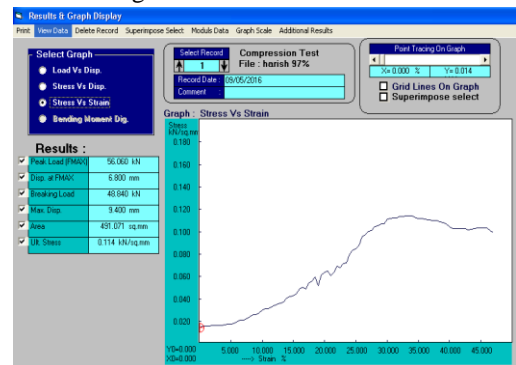 Results & Graph Display
Print View Data Delete Record Superimpose Select Moduls Data Graph Scale Additional Results
Select Graph
Load Vs Disp.
Stress Vs Disp.
Stress Vs Strain
Bending Moment Dig.
Select Record
1
Compression Test
File : harish 97%
Record Date : 09/05/2016
Comment :
Point Tracing On Graph
X= 0.000 % Y= 0.014
Grid Lines On Graph
Superimpose select
Results :
Peak Load (FMAX) 56.060 kN
Disp. at FMAX 6.800 mm
Breaking Load 48.840 kN
Max. Disp. 9.400 mm
Area 491.071 sq.mm
Ult. Stress 0.114 kN/sq.mm
Graph : Stress Vs Strain
Stress
kN/sq.mm
0.180
0.160
0.140
0.120
0.100
0.080
0.060
0.040
0.020
Y0=0.000
X0=0.000
5.000 10.000 15.000 20.000 25.000 30.000 35.000 40.000 45.000
---> Strain %